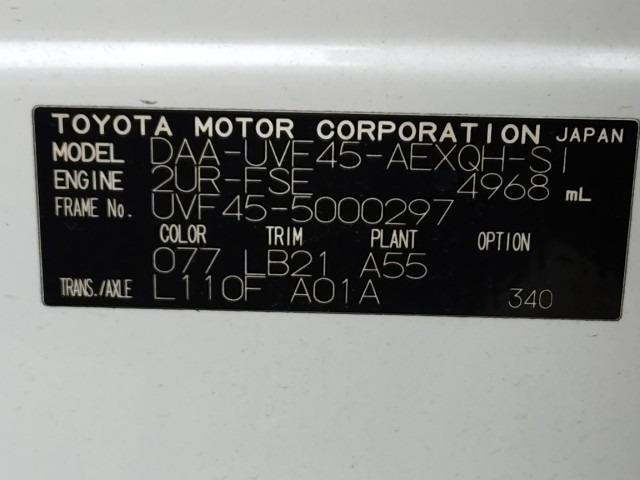 TOYOTA MOTOR CORPORATION JAPAN
MODEL DAA-UVF45-AEXQH-SI
ENGINE 2UR-FSE 4968 mL
FRAME No. UVF45-5000297
COLOR TRIM PLANT OPTION
077 LB21 A55
TRANS./AXLE L110F A01A 340